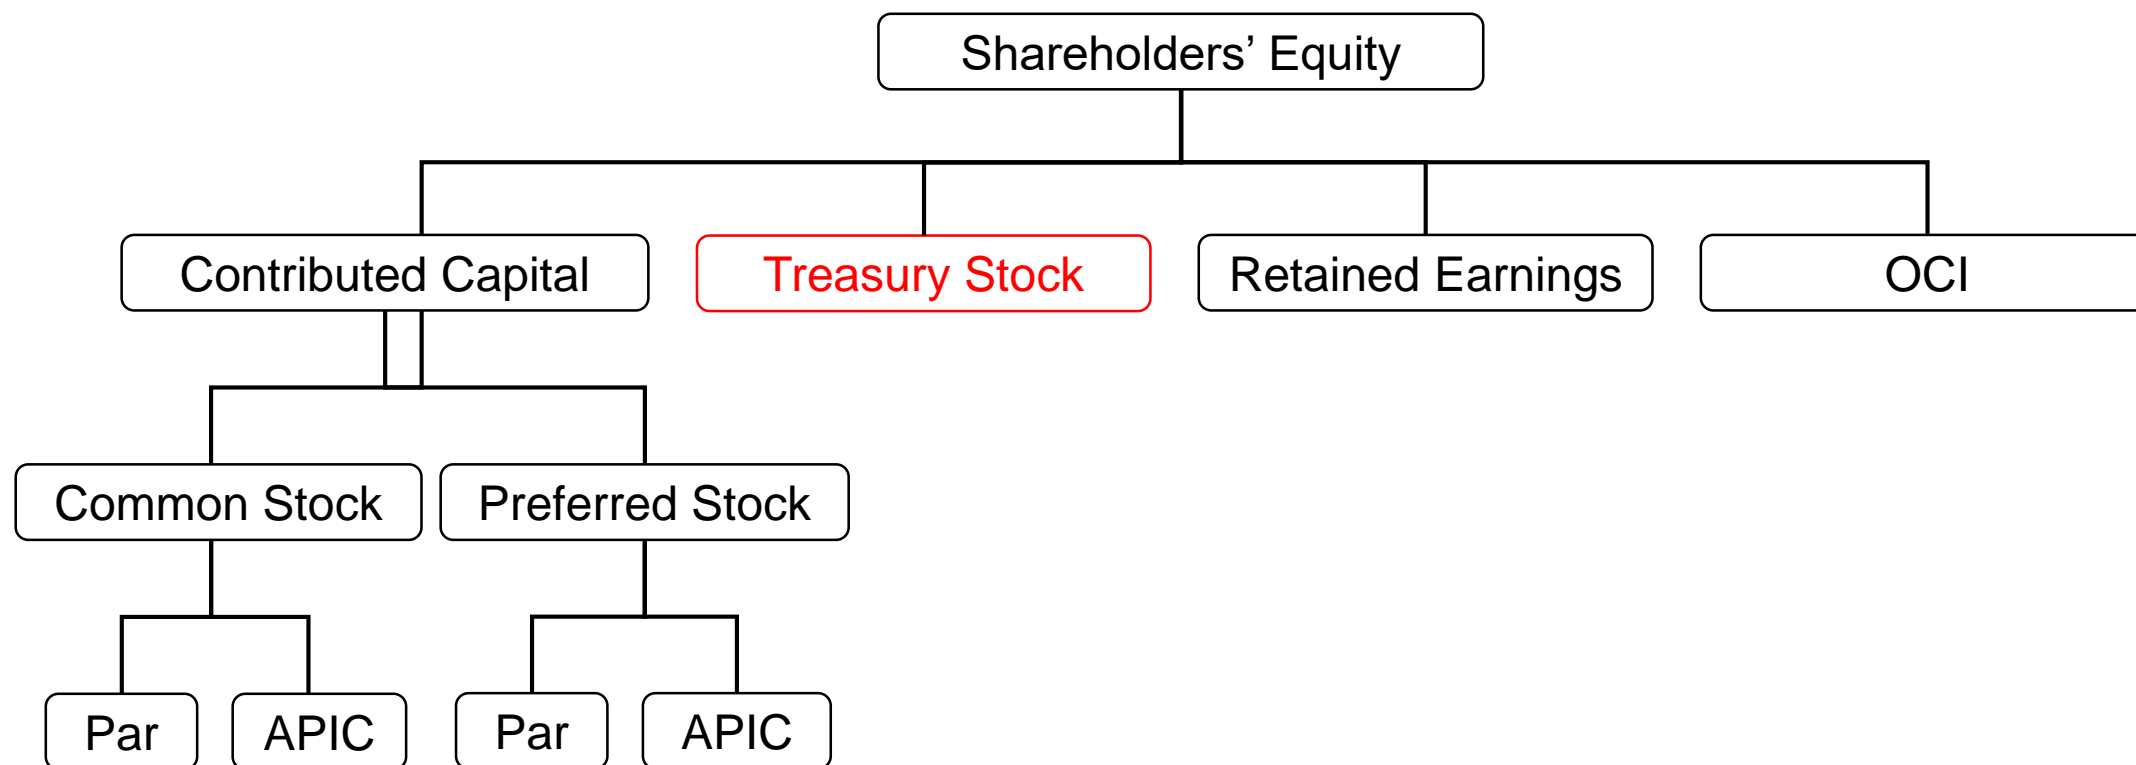 Shareholders’ Equity
Contributed Capital
Treasury Stock
Retained Earnings
OCI
Common Stock
Preferred Stock
Par
APIC
Par
APIC